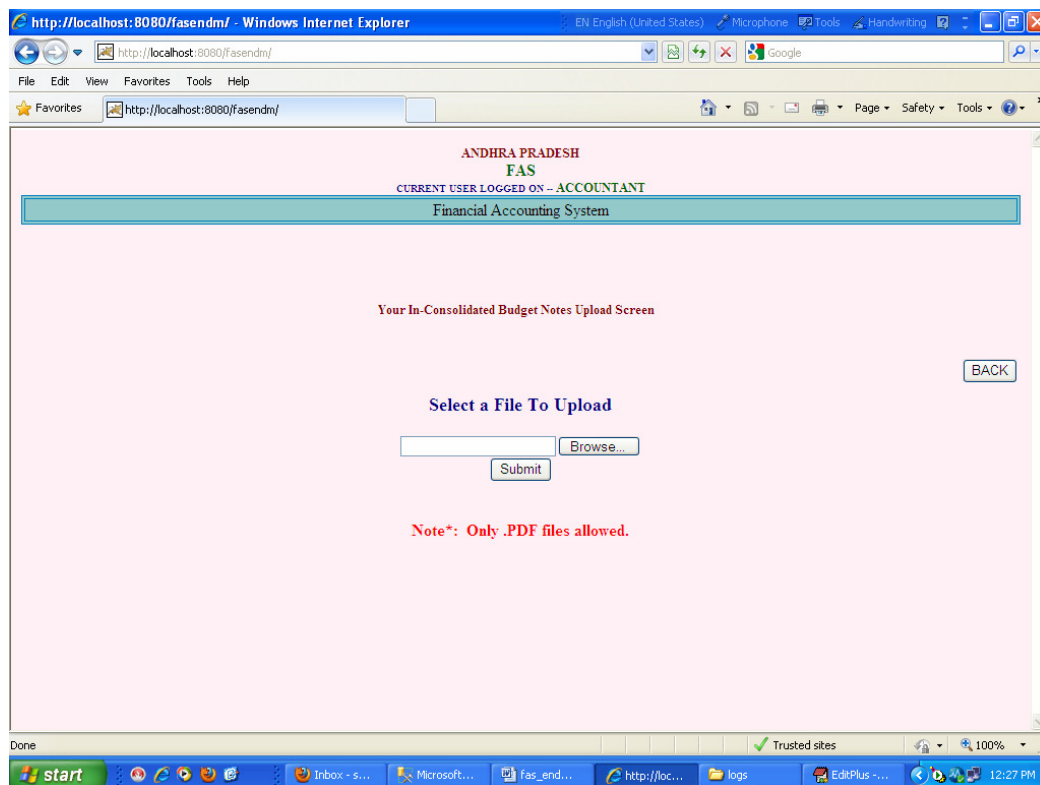 http://localhost:8080/fasendm/ - Windows Internet Explorer
EN English (United States) Microphone Tools Handwriting
http://localhost:8080/fasendm/
Google
File Edit View Favorites Tools Help
Favorites http://localhost:8080/fasendm/ Page Safety Tools
ANDHRA PRADESH
FAS
CURRENT USER LOGGED ON – ACCOUNTANT
Financial Accounting System
Your In-Consolidated Budget Notes Upload Screen
BACK
Select a File To Upload
Browse...
Submit
Note*: Only .PDF files allowed.
Done Trusted sites 100%
start Inbox - s... Microsoft... fas_end... http://loc... logs EditPlus -... 12:27 PM